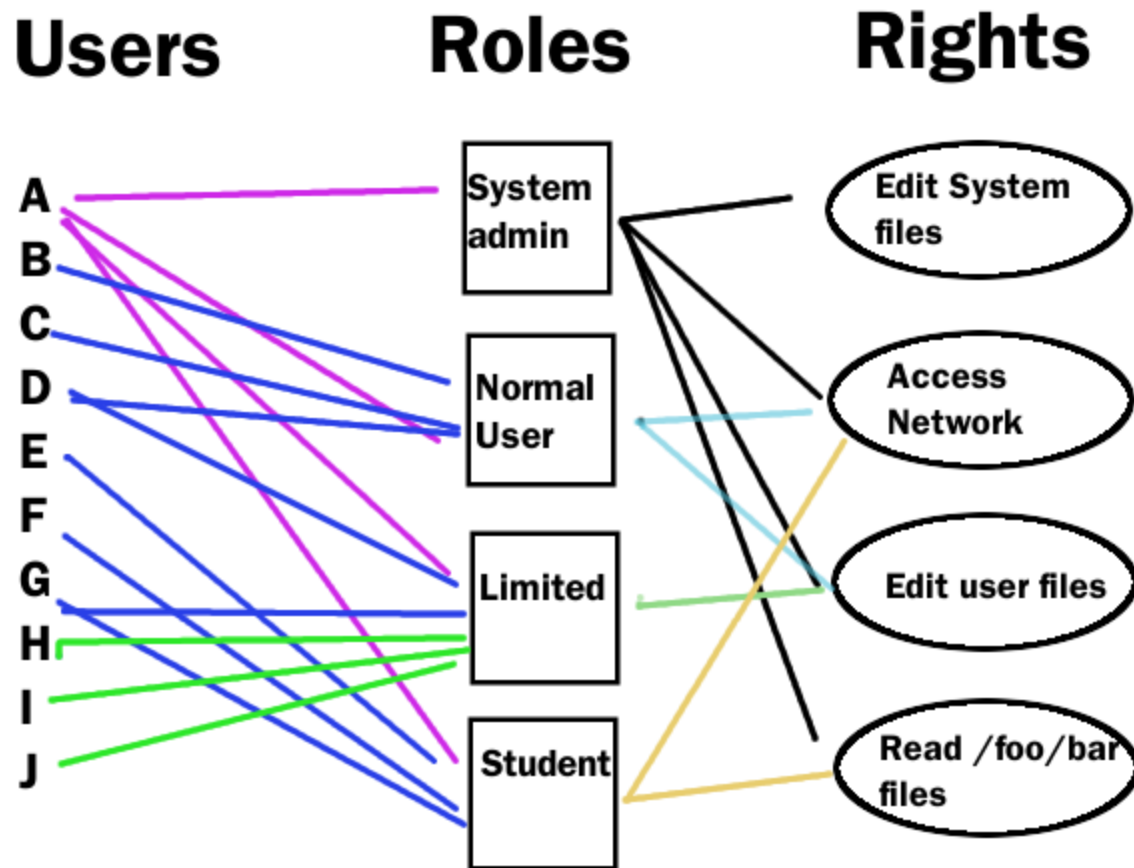 Users
Roles
Rights
A
B
C
D
E
F
G
H
I
J
System
admin
Normal
User
Limited
Student
Edit System
files
Access
Network
Edit user files
Read /foo/bar
files